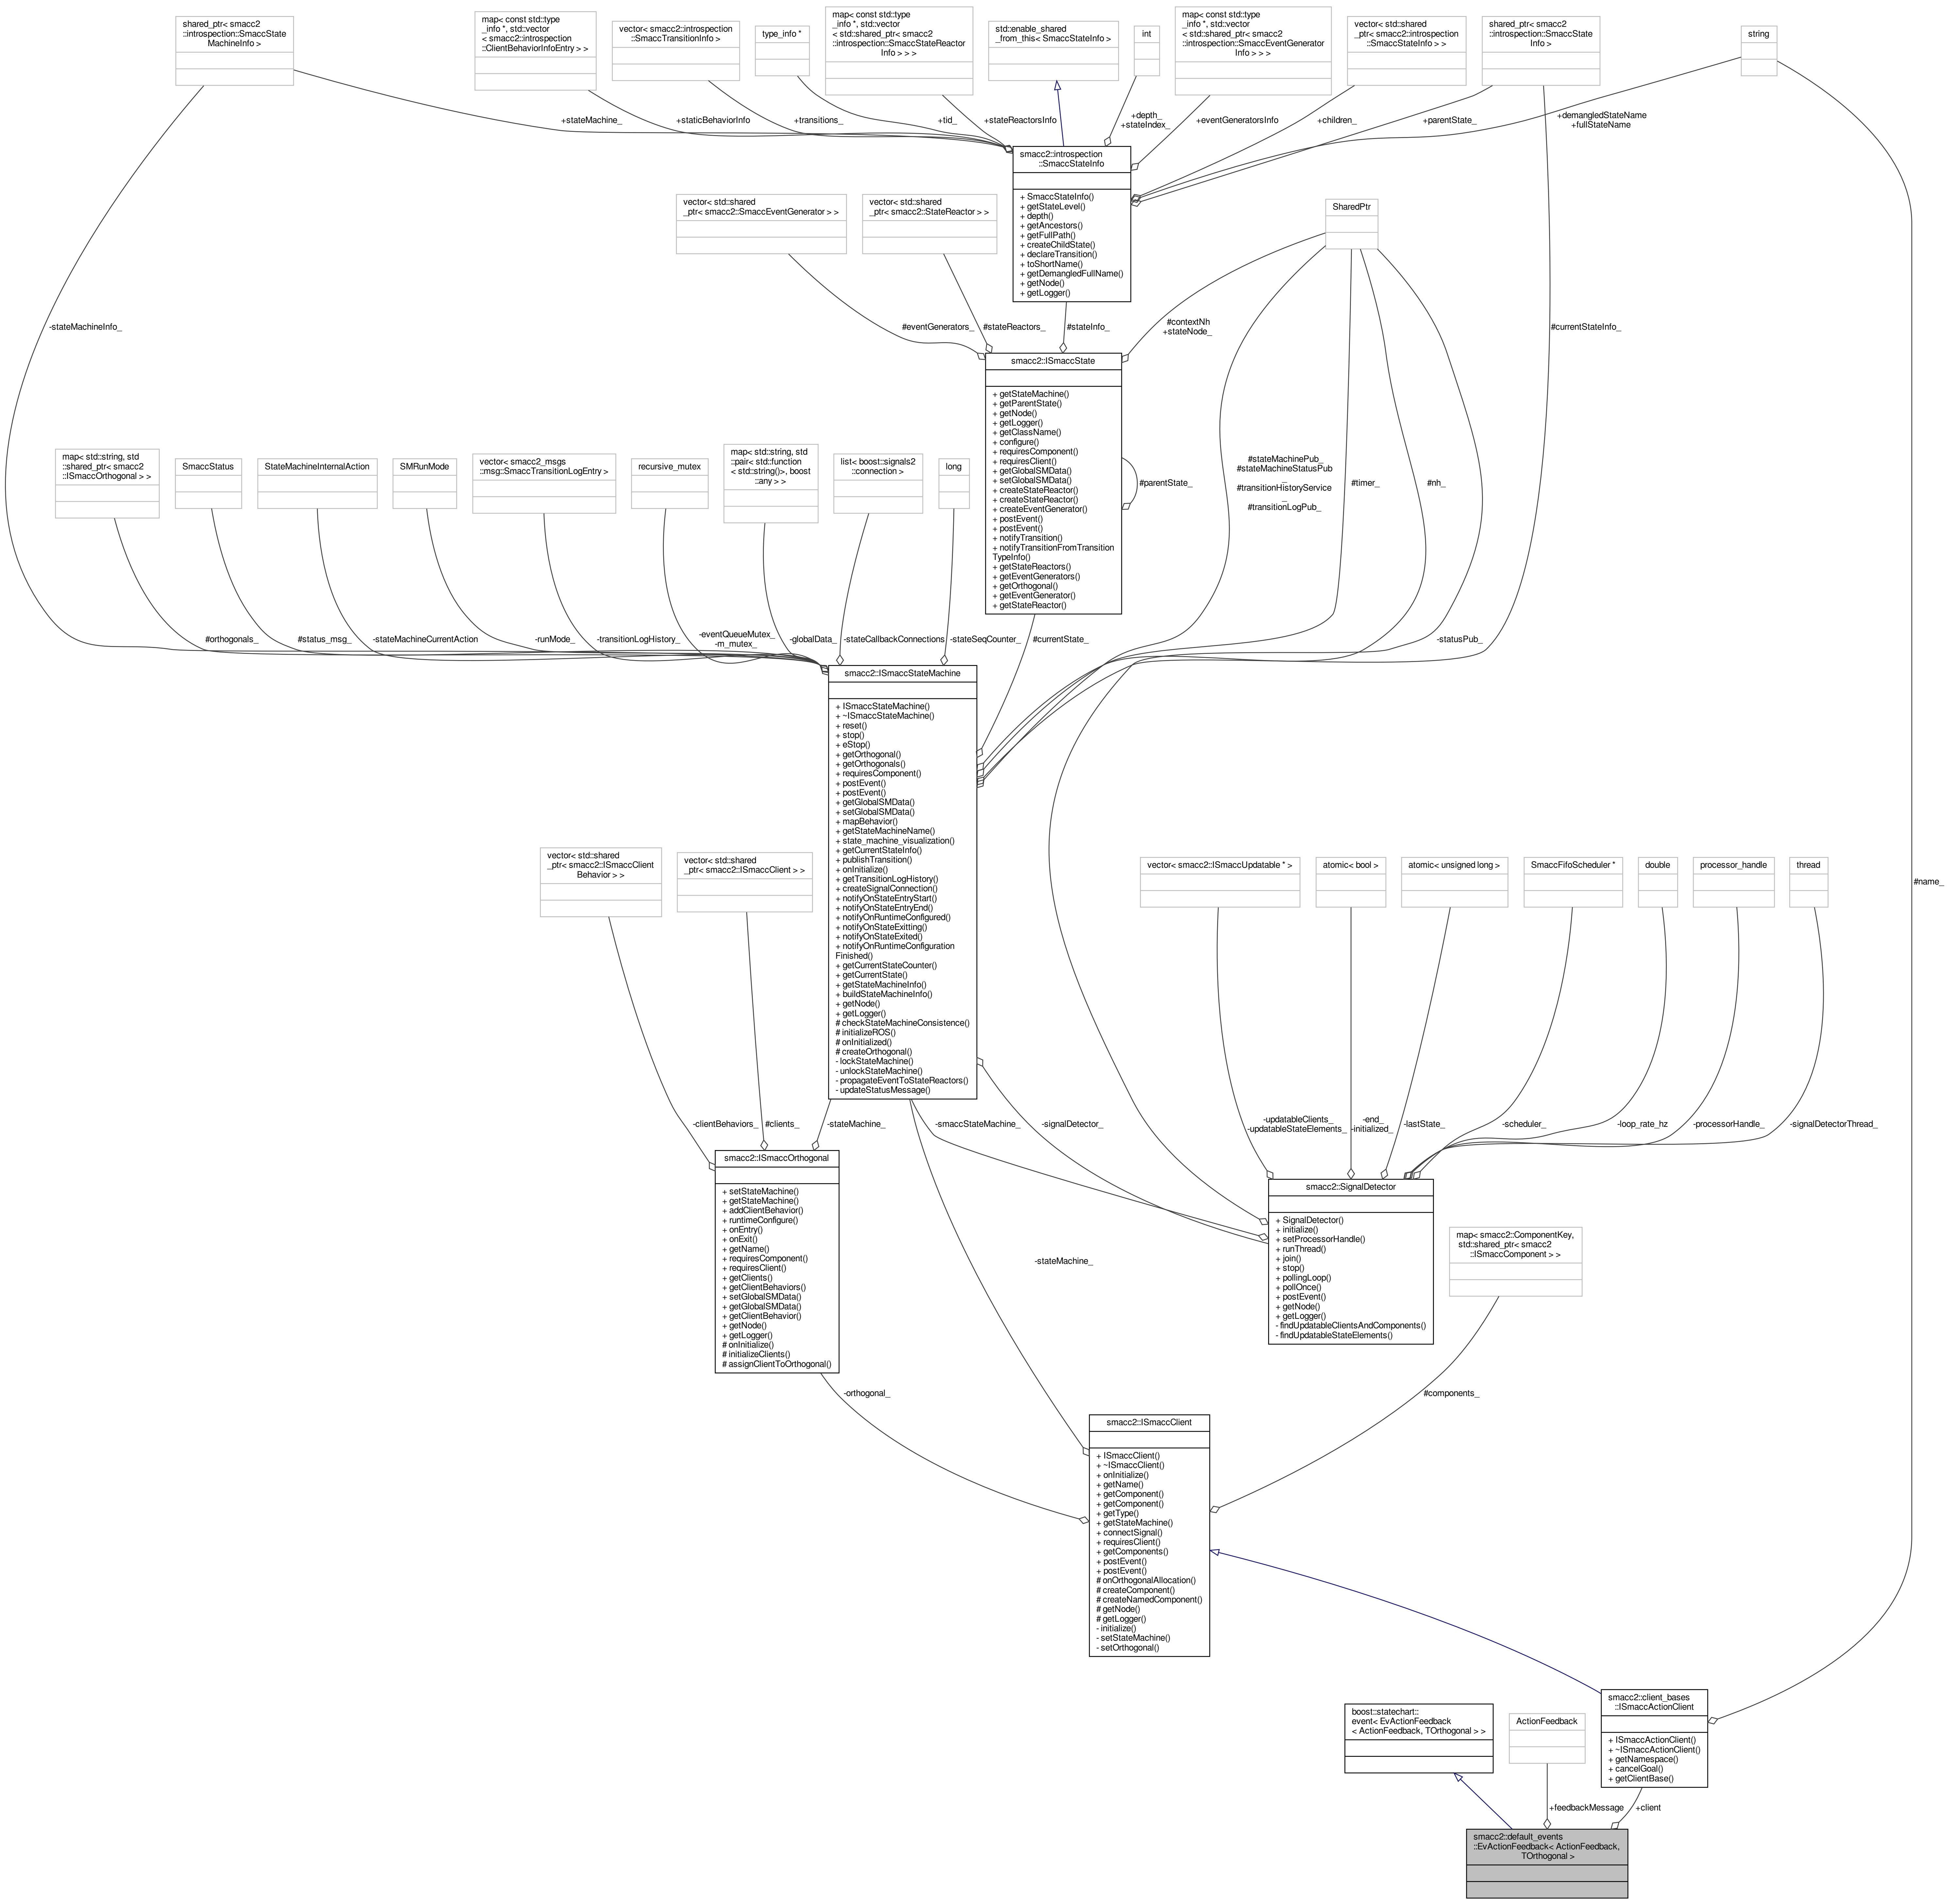 shared_ptr< smacc2
::introspection::SmaccState
MachineInfo >
map< const std::type
_info *, std::vector
< smacc2::introspection
::ClientBehaviorInfoEntry > >
vector< smacc2::introspection
::SmaccTransitionInfo >
type_info *
map< const std::type
_info *, std::vector
< std::shared_ptr< smacc2
::introspection::SmaccStateReactor
Info > > >
std::enable_shared
_from_this< SmaccStateInfo >
int
map< const std::type
_info *, std::vector
< std::shared_ptr< smacc2
::introspection::SmaccEventGenerator
Info > > >
vector< std::shared
_ptr< smacc2::introspection
::SmaccStateInfo > >
shared_ptr< smacc2
::introspection::SmaccState
Info >
string
+stateMachine_
+staticBehaviorInfo
+transitions_
+tid_
+stateReactorsInfo
+depth_
+stateIndex_
+eventGeneratorsInfo
+children_
+parentState_
+demangledStateName
+fullStateName
smacc2::introspection
::SmaccStateInfo
+ SmaccStateInfo()
+ getStateLevel()
+ depth()
+ getAncestors()
+ getFullPath()
+ createChildState()
+ declareTransition()
+ toShortName()
+ getDemangledFullName()
+ getNode()
+ getLogger()
vector< std::shared
_ptr< smacc2::SmaccEventGenerator > >
vector< std::shared
_ptr< smacc2::StateReactor > >
SharedPtr
-stateMachineInfo_
#eventGenerators_
#stateReactors_
#stateInfo_
#contextNh
+stateNode_
#currentStateInfo_
smacc2::ISmaccState
+ getStateMachine()
+ getParentState()
+ getNode()
+ getLogger()
+ getClassName()
+ configure()
+ requiresComponent()
+ requiresClient()
+ getGlobalSMData()
+ setGlobalSMData()
+ createStateReactor()
+ createStateReactor()
+ createEventGenerator()
+ postEvent()
+ postEvent()
+ notifyTransition()
+ notifyTransitionFromTransition
TypeInfo()
+ getStateReactors()
+ getEventGenerators()
+ getOrthogonal()
+ getEventGenerator()
+ getStateReactor()
#parentState_
#stateMachinePub_
#stateMachineStatusPub
_
#transitionHistoryService
_
#transitionLogPub_
#timer_
#nh_
map< std::string, std
::shared_ptr< smacc2
::ISmaccOrthogonal > >
SmaccStatus
StateMachineInternalAction
SMRunMode
vector< smacc2_msgs
::msg::SmaccTransitionLogEntry >
recursive_mutex
map< std::string, std
::pair< std::function
< std::string()>, boost
::any > >
list< boost::signals2
::connection >
long
#orthogonals_
#status_msg_
-stateMachineCurrentAction
-runMode_
-transitionLogHistory_
-eventQueueMutex_
-m_mutex_
-globalData_
-stateCallbackConnections
-stateSeqCounter_
#currentState_
-statusPub_
smacc2::ISmaccStateMachine
+ ISmaccStateMachine()
+ ~ISmaccStateMachine()
+ reset()
+ stop()
+ eStop()
+ getOrthogonal()
+ getOrthogonals()
+ requiresComponent()
+ postEvent()
+ postEvent()
+ getGlobalSMData()
+ setGlobalSMData()
+ mapBehavior()
+ getStateMachineName()
+ state_machine_visualization()
+ getCurrentStateInfo()
+ publishTransition()
+ onInitialize()
+ getTransitionLogHistory()
+ createSignalConnection()
+ notifyOnStateEntryStart()
+ notifyOnStateEntryEnd()
+ notifyOnRuntimeConfigured()
+ notifyOnStateExitting()
+ notifyOnStateExited()
+ notifyOnRuntimeConfiguration
Finished()
+ getCurrentStateCounter()
+ getCurrentState()
+ getStateMachineInfo()
+ buildStateMachineInfo()
+ getNode()
+ getLogger()
# checkStateMachineConsistence()
# initializeROS()
# onInitialized()
# createOrthogonal()
- lockStateMachine()
- unlockStateMachine()
- propagateEventToStateReactors()
- updateStatusMessage()
vector< std::shared
_ptr< smacc2::ISmaccClient
Behavior > >
vector< std::shared
_ptr< smacc2::ISmaccClient > >
vector< smacc2::ISmaccUpdatable * >
atomic< bool >
atomic< unsigned long >
SmaccFifoScheduler *
double
processor_handle
thread
#name_
-clientBehaviors_
#clients_
-stateMachine_
-smaccStateMachine_
-signalDetector_
-updatableClients_
-updatableStateElements_
-end_
-initialized_
-lastState_
-scheduler_
-loop_rate_hz
-processorHandle_
-signalDetectorThread_
smacc2::ISmaccOrthogonal
+ setStateMachine()
+ getStateMachine()
+ addClientBehavior()
+ runtimeConfigure()
+ onEntry()
+ onExit()
+ getName()
+ requiresComponent()
+ requiresClient()
+ getClients()
+ getClientBehaviors()
+ setGlobalSMData()
+ getGlobalSMData()
+ getClientBehavior()
+ getNode()
+ getLogger()
# onInitialize()
# initializeClients()
# assignClientToOrthogonal()
smacc2::SignalDetector
+ SignalDetector()
+ initialize()
+ setProcessorHandle()
+ runThread()
+ join()
+ stop()
+ pollingLoop()
+ pollOnce()
+ postEvent()
+ getNode()
+ getLogger()
- findUpdatableClientsAndComponents()
- findUpdatableStateElements()
map< smacc2::ComponentKey,
std::shared_ptr< smacc2
::ISmaccComponent > >
-stateMachine_
-orthogonal_
#components_
smacc2::ISmaccClient
+ ISmaccClient()
+ ~ISmaccClient()
+ onInitialize()
+ getName()
+ getComponent()
+ getComponent()
+ getType()
+ getStateMachine()
+ connectSignal()
+ requiresClient()
+ getComponents()
+ postEvent()
+ postEvent()
# onOrthogonalAllocation()
# createComponent()
# createNamedComponent()
# getNode()
# getLogger()
- initialize()
- setStateMachine()
- setOrthogonal()
boost::statechart::
event< EvActionFeedback
< ActionFeedback, TOrthogonal > >
ActionFeedback
smacc2::client_bases
::ISmaccActionClient
+ ISmaccActionClient()
+ ~ISmaccActionClient()
+ getNamespace()
+ cancelGoal()
+ getClientBase()
+feedbackMessage
+client
smacc2::default_events
::EvActionFeedback< ActionFeedback,
TOrthogonal >